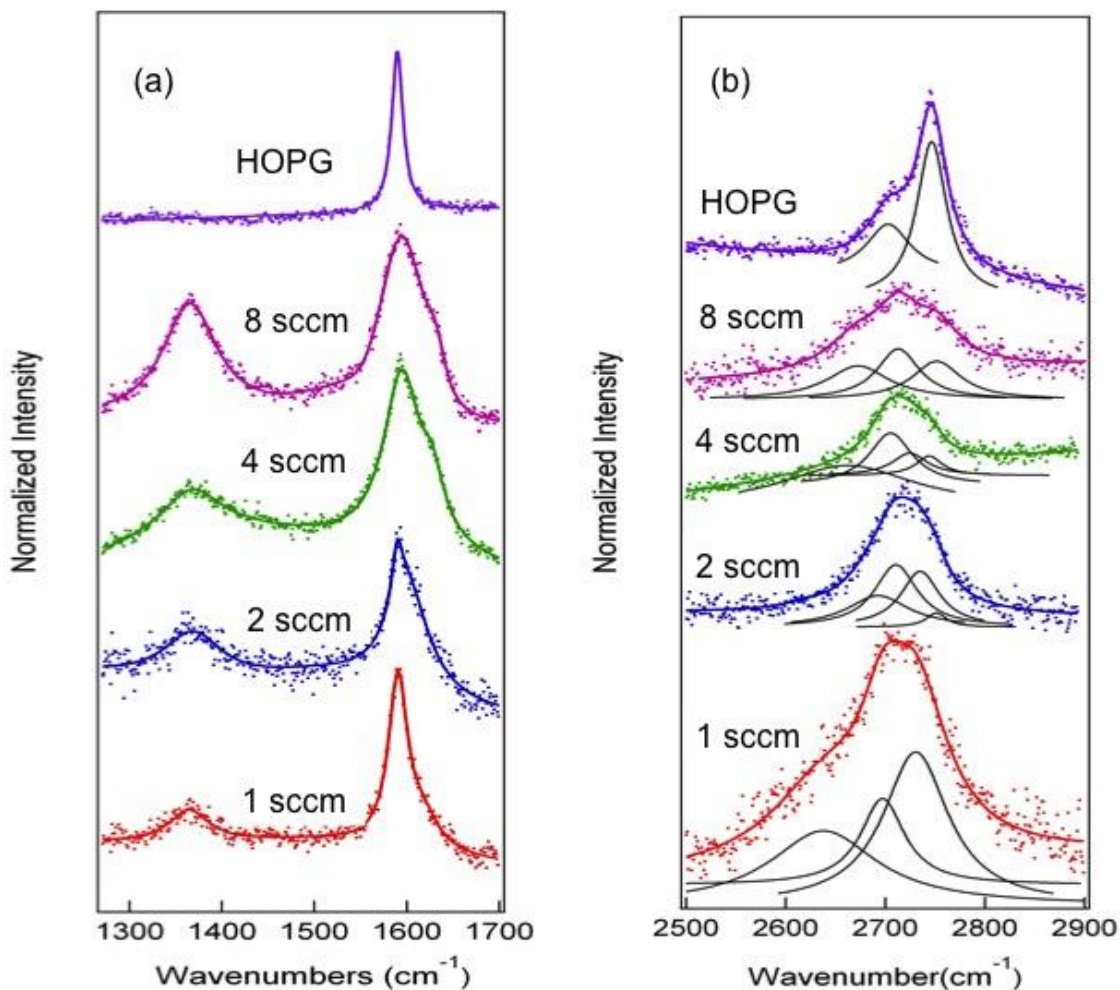 (a)
HOPG
8 sccm
4 sccm
2 sccm
1 sccm
Normalized Intensity
1300 1400 1500 1600 1700
Wavenumbers (cm⁻¹)
(b)
HOPG
8 sccm
4 sccm
2 sccm
1 sccm
Normalized Intensity
2500 2600 2700 2800 2900
Wavenumber(cm⁻¹)